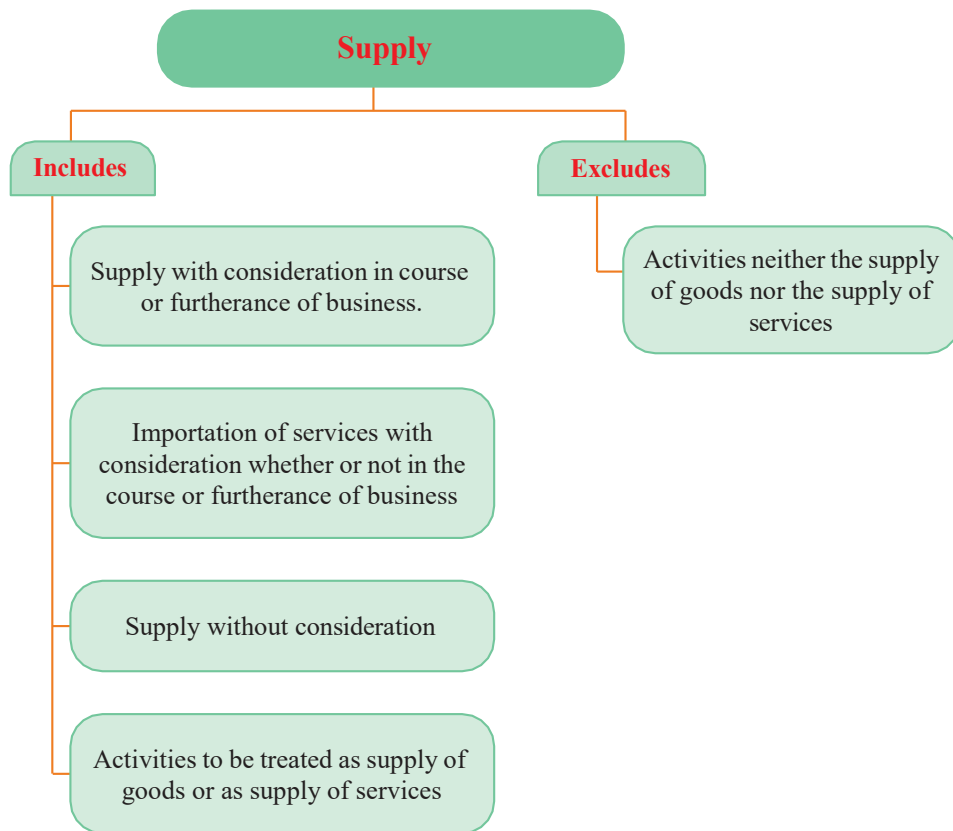 Supply
Includes
Excludes
Supply with consideration in course
or furtherance of business.
Activities neither the supply
of goods nor the supply of
services
Importation of services with
consideration whether or not in the
course or furtherance of business
Supply without consideration
Activities to be treated as supply of
goods or as supply of services